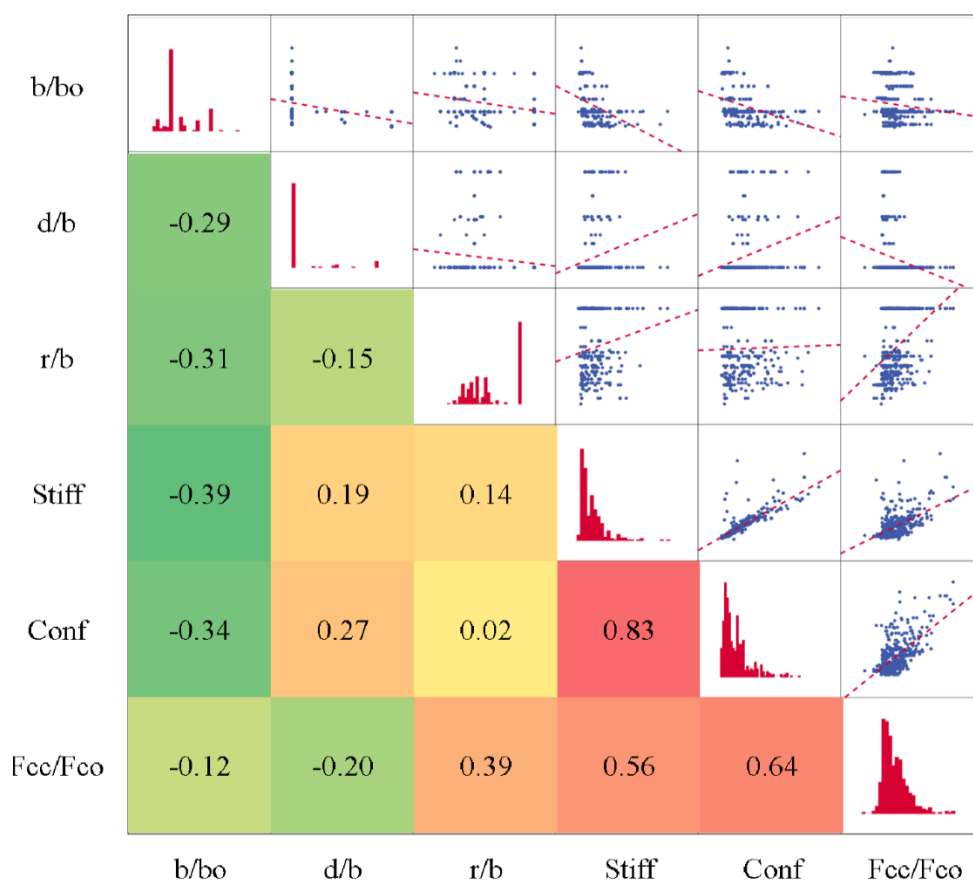 b/bo
d/b
-0.29
r/b
-0.31 -0.15
Stiff
-0.39 0.19 0.14
Conf
-0.34 0.27 0.02 0.83
Fcc/Fco
-0.12 -0.20 0.39 0.56 0.64
b/bo d/b r/b Stiff Conf Fcc/Fco